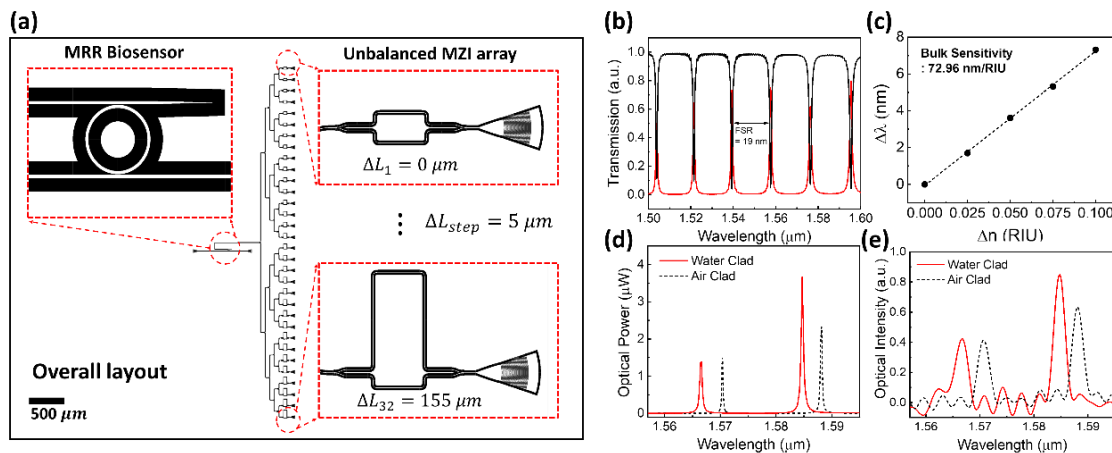 (a)
MRR Biosensor
Unbalanced MZI array
ΔL₁ = 0 μm
ΔL_step = 5 μm
ΔL₃₂ = 155 μm
Overall layout
500 μm
(b)
Transmission (a.u.)
1.0
0.8
0.6
0.4
0.2
0.0
FSR
= 19 nm
1.50 1.52 1.54 1.56 1.58 1.60
Wavelength (μm)
(c)
Δλ (nm)
8
6
4
2
0
Bulk Sensitivity
: 72.96 nm/RIU
0.000 0.025 0.050 0.075 0.100
Δn (RIU)
(d)
Optical Power (μW)
4
3
2
1
0
Water Clad
Air Clad
1.56 1.57 1.58 1.59
Wavelength (μm)
(e)
Optical Intensity (a.u.)
1.0
0.8
0.6
0.4
0.2
0.0
Water Clad
Air Clad
1.56 1.57 1.58 1.59
Wavelength (μm)